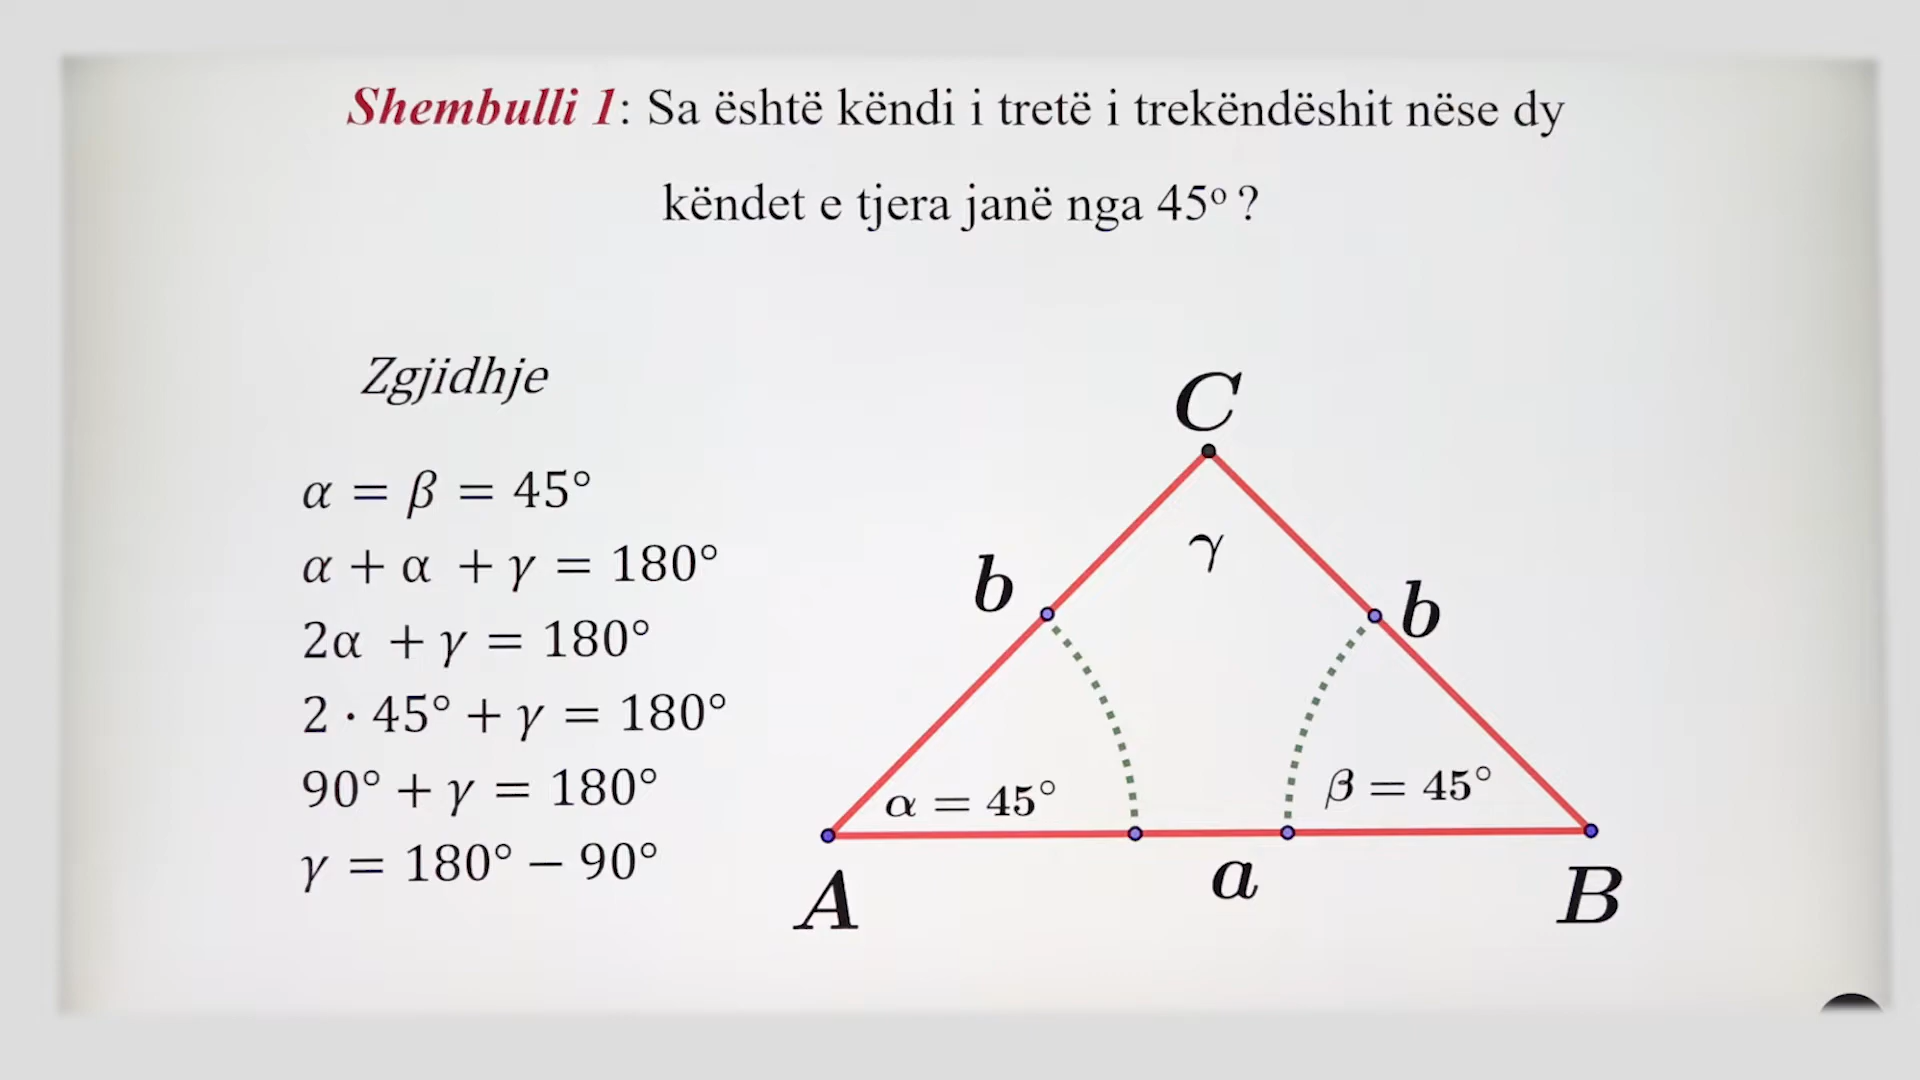 Shembulli 1: Sa është këndi i tretë i trekëndëshit nëse dy
këndet e tjera janë nga 45º ?
Zgjidhje
α = β = 45°
α + α + γ = 180°
2α + γ = 180°
2 · 45° + γ = 180°
90° + γ = 180°
γ = 180° − 90°
C
γ
b
b
α = 45°
β = 45°
A
a
B